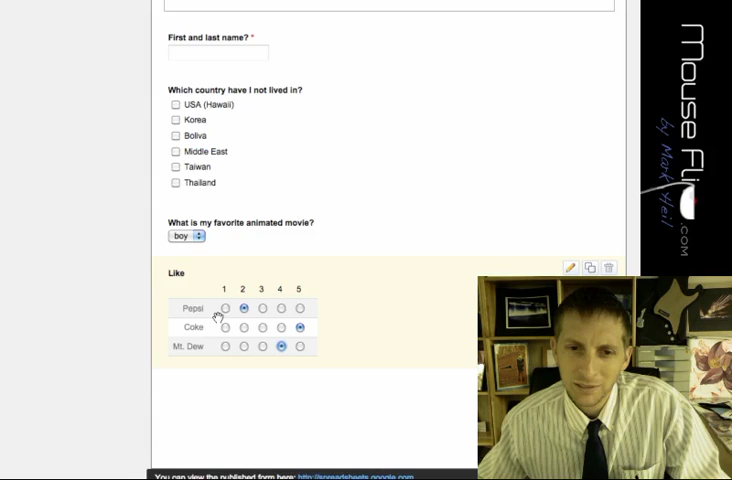 First and last name? *
Which country have I not lived in?
USA (Hawaii)
Korea
Boliva
Middle East
Taiwan
Thailand
What is my favorite animated movie?
boy
Like
1 2 3 4 5
Pepsi
Coke
Mt. Dew
You can view the published form here: http://spreadsheets.google.com
Mouse Flip
.COM
by Mark Heil